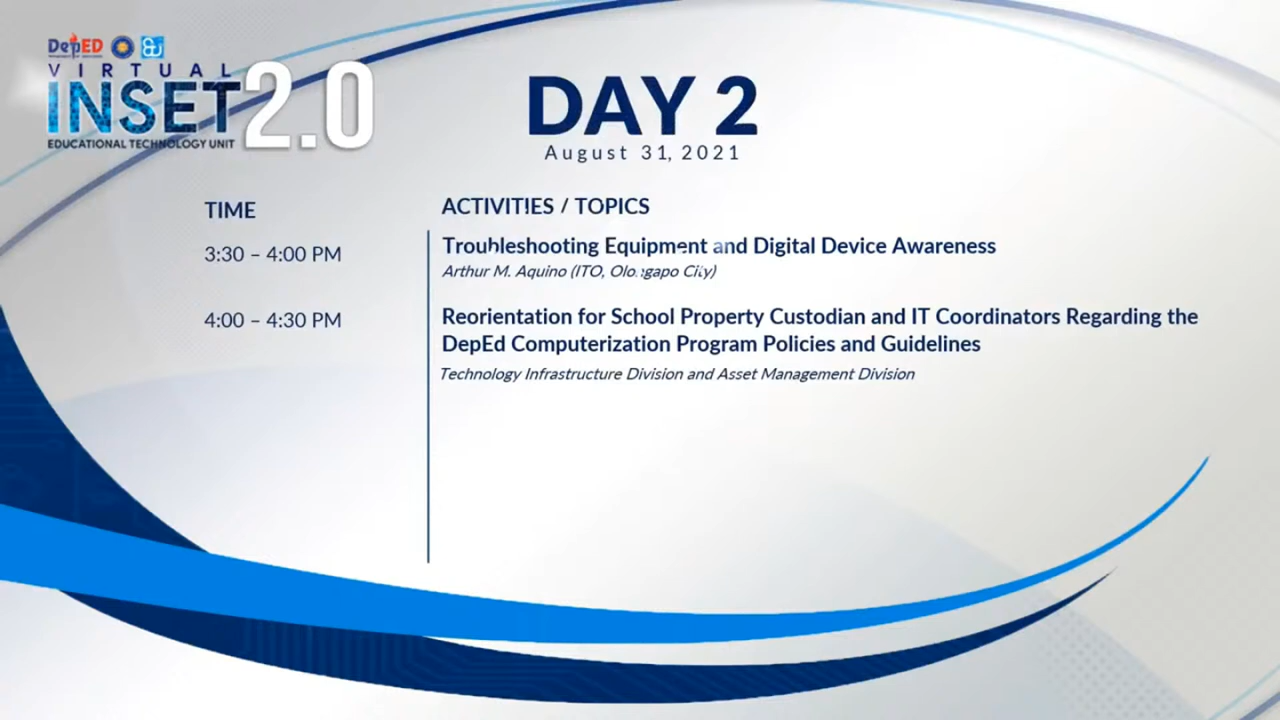 DepED
VIRTUAL
INSET 2.0
EDUCATIONAL TECHNOLOGY UNIT
DAY 2
August 31, 2021
TIME
ACTIVITIES / TOPICS
3:30 – 4:00 PM
Troubleshooting Equipment and Digital Device Awareness
Arthur M. Aquino (ITO, Olongapo City)
4:00 – 4:30 PM
Reorientation for School Property Custodian and IT Coordinators Regarding the
DepEd Computerization Program Policies and Guidelines
Technology Infrastructure Division and Asset Management Division